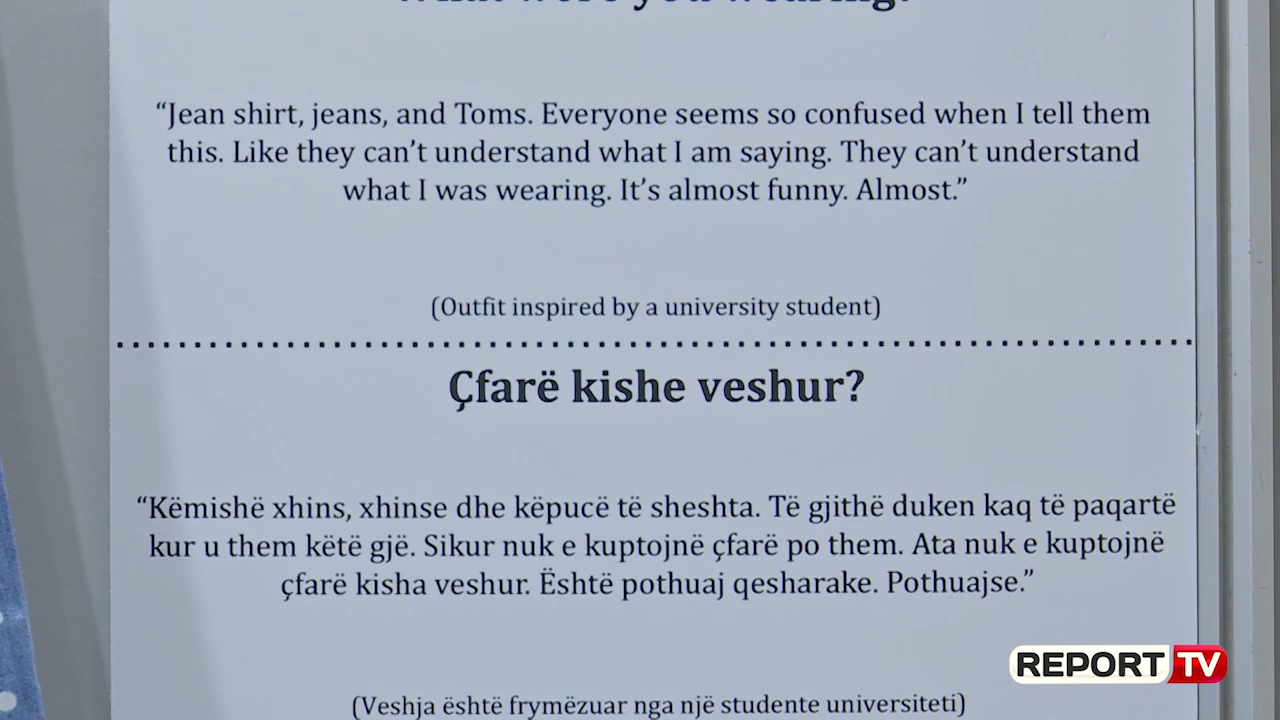 What were you wearing?
“Jean shirt, jeans, and Toms. Everyone seems so confused when I tell them
this. Like they can’t understand what I am saying. They can’t understand
what I was wearing. It’s almost funny. Almost.”
(Outfit inspired by a university student)
Çfarë kishe veshur?
“Këmishë xhins, xhinse dhe këpucë të sheshta. Të gjithë duken kaq të paqartë
kur u them këtë gjë. Sikur nuk e kuptojnë çfarë po them. Ata nuk e kuptojnë
çfarë kisha veshur. Është pothuaj qesharake. Pothuajse.”
(Veshja është frymëzuar nga një studente universiteti)
REPORT TV